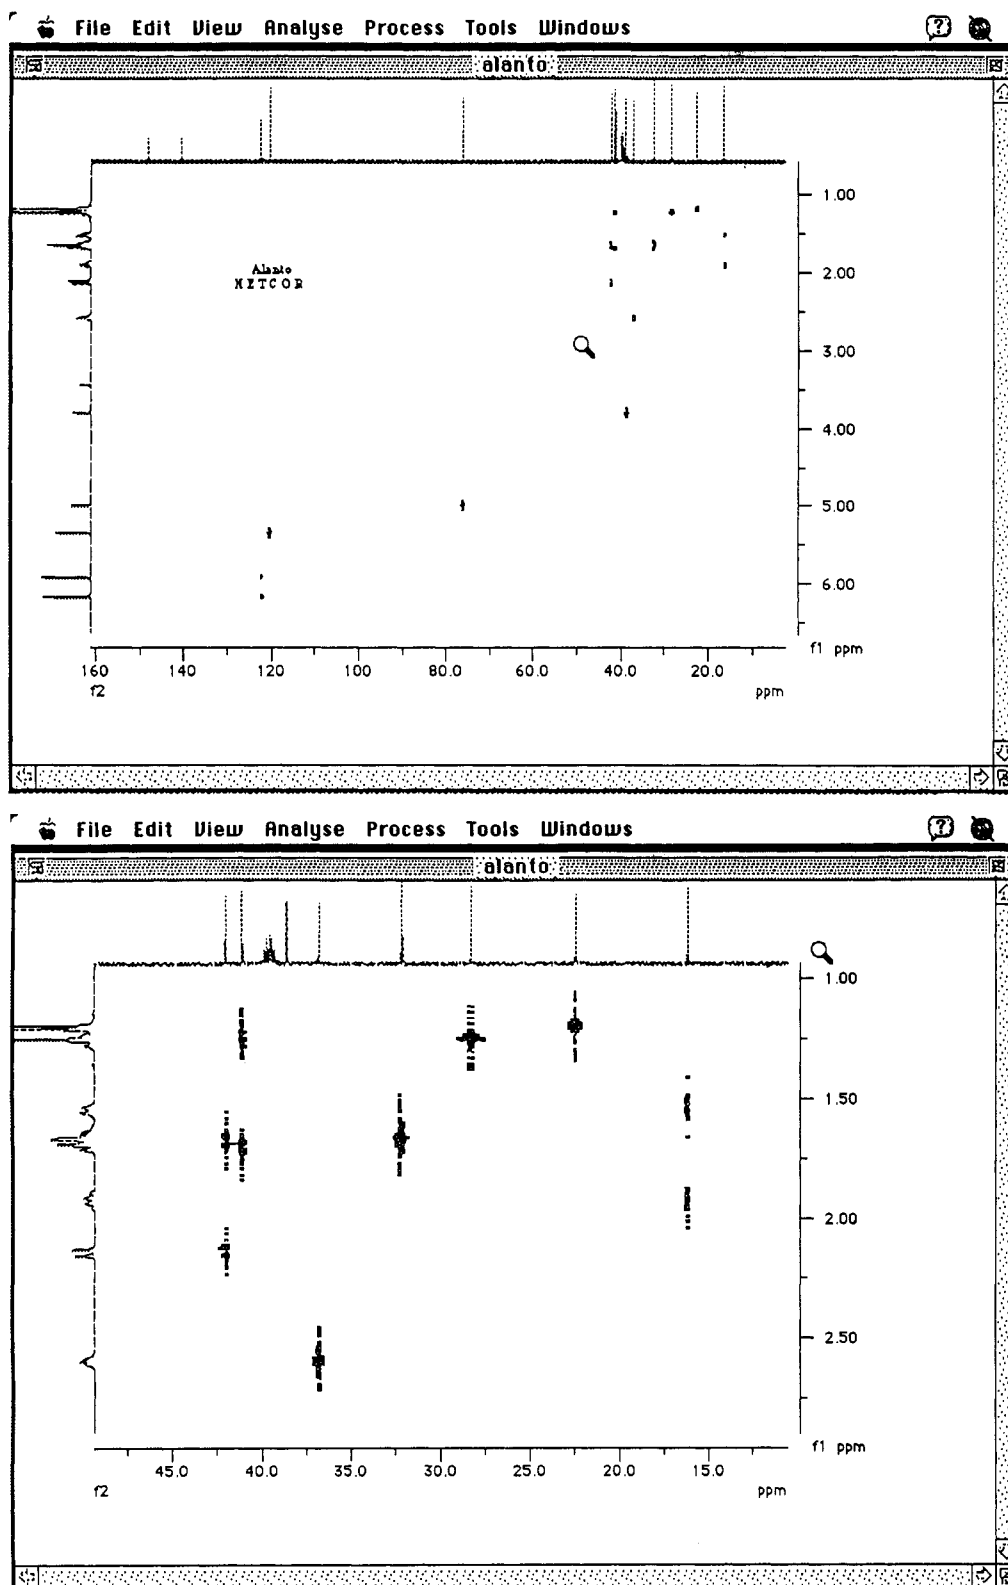 File Edit View Analyse Process Tools Windows
alanto
1.00
Alanto
HETCOR
2.00
3.00
4.00
5.00
6.00
f1 ppm
160 140 120 100 80.0 60.0 40.0 20.0
f2 ppm
File Edit View Analyse Process Tools Windows
alanto
1.00
1.50
2.00
2.50
f1 ppm
45.0 40.0 35.0 30.0 25.0 20.0 15.0
f2 ppm